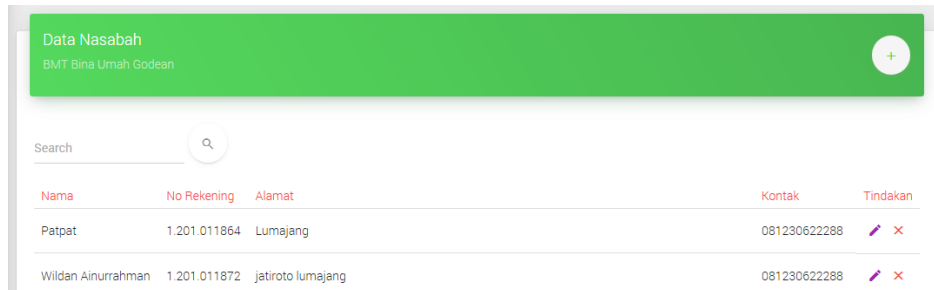 Data Nasabah
BMT Bina Umah Godean
+
Search
Nama No Rekening Alamat Kontak Tindakan
Patpat 1.201.011864 Lumajang 081230622288
Wildan Ainurrahman 1.201.011872 jatiroto lumajang 081230622288